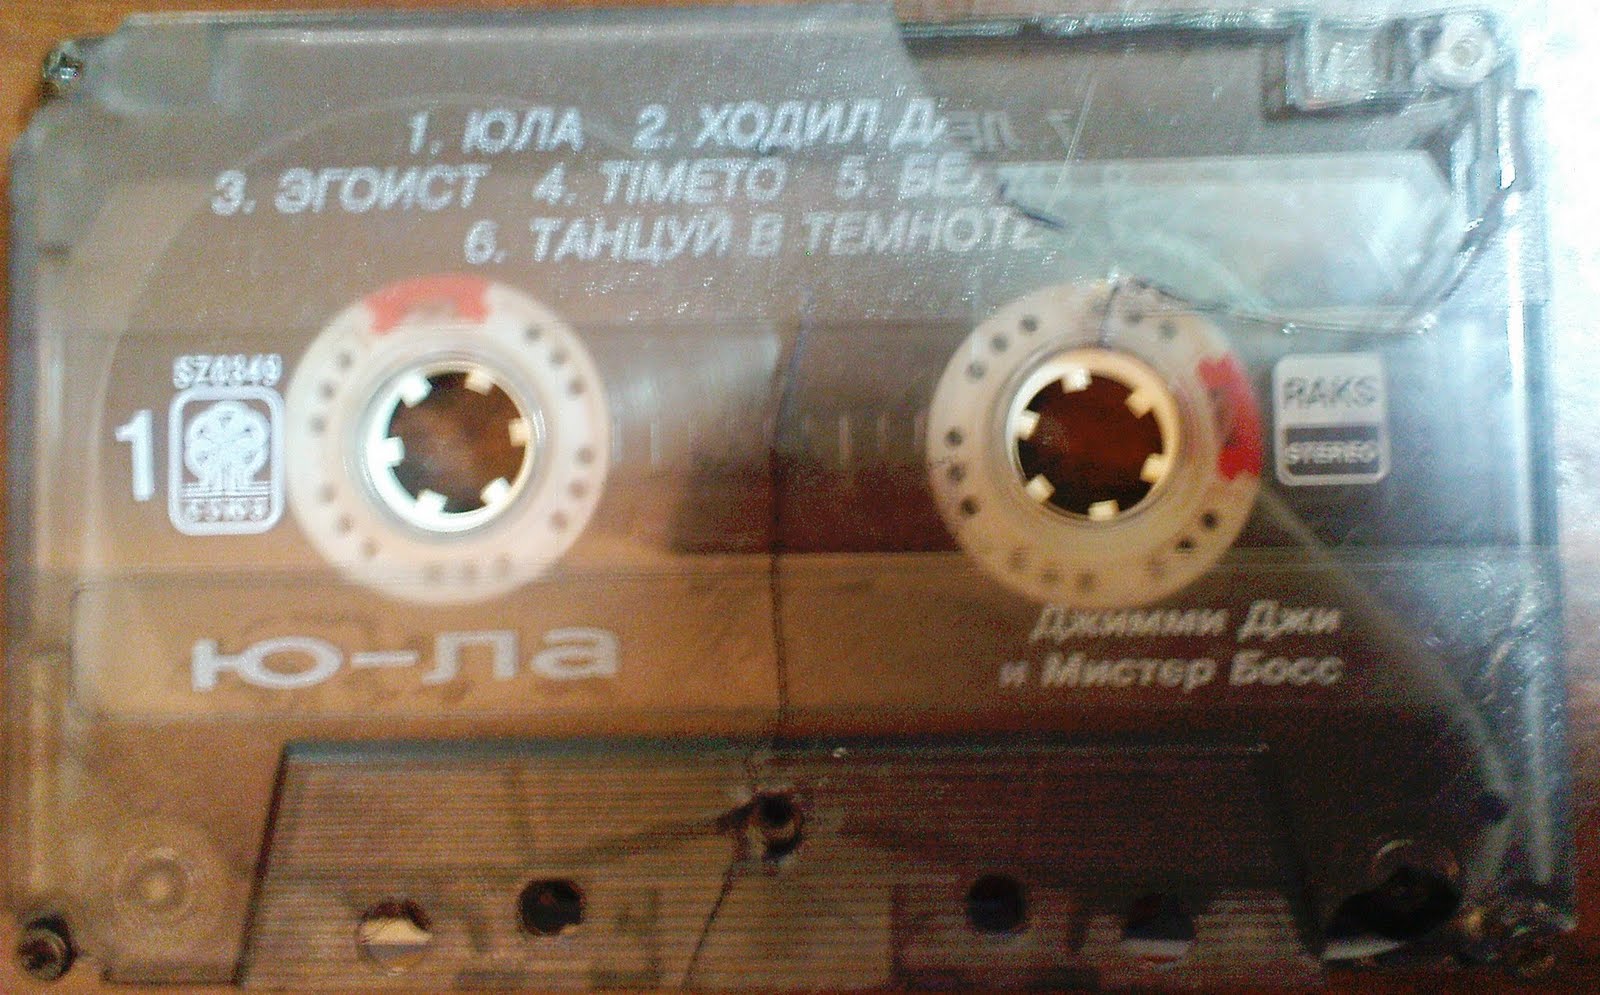 1. ЮЛА 2. ХОДИЛ
3. ЭГОИСТ 4. TIMETO 5.
6. ТАНЦУЙ В ТЕМНОТЕ
SZ0349
RAKS
1
STEREO
Ю-ла
Джимми Джи
и Мистер Босс